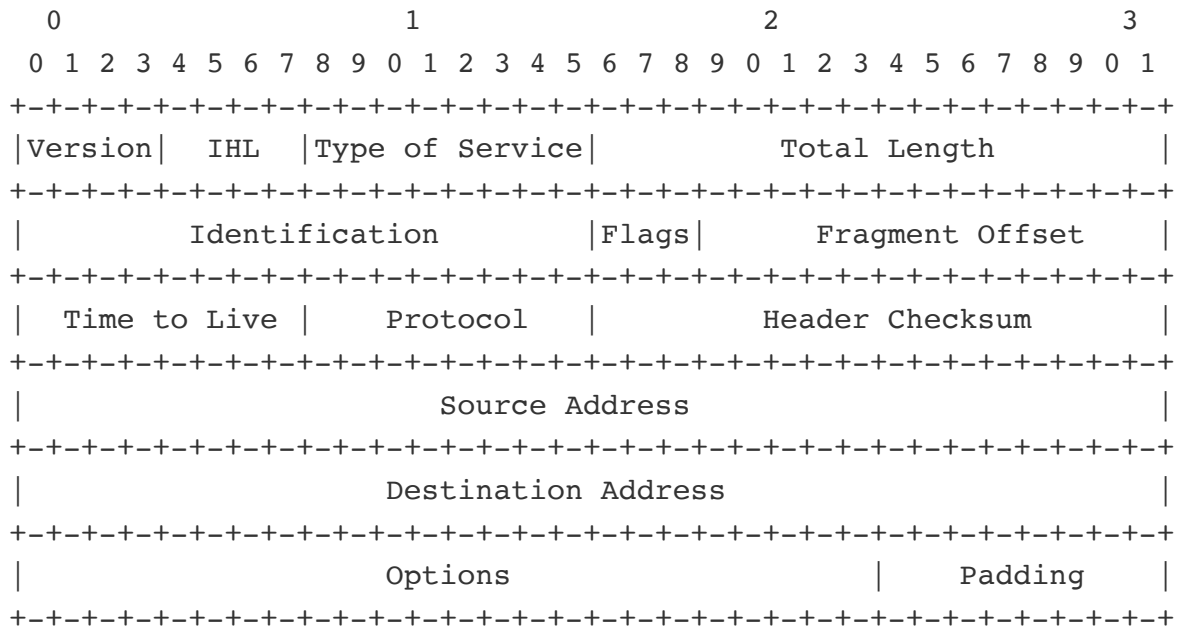 0                   1                   2                   3
 0 1 2 3 4 5 6 7 8 9 0 1 2 3 4 5 6 7 8 9 0 1 2 3 4 5 6 7 8 9 0 1
+-+-+-+-+-+-+-+-+-+-+-+-+-+-+-+-+-+-+-+-+-+-+-+-+-+-+-+-+-+-+-+-+
|Version|  IHL  |Type of Service|          Total Length         |
+-+-+-+-+-+-+-+-+-+-+-+-+-+-+-+-+-+-+-+-+-+-+-+-+-+-+-+-+-+-+-+-+
|         Identification        |Flags|      Fragment Offset    |
+-+-+-+-+-+-+-+-+-+-+-+-+-+-+-+-+-+-+-+-+-+-+-+-+-+-+-+-+-+-+-+-+
|  Time to Live |    Protocol   |         Header Checksum       |
+-+-+-+-+-+-+-+-+-+-+-+-+-+-+-+-+-+-+-+-+-+-+-+-+-+-+-+-+-+-+-+-+
|                       Source Address                          |
+-+-+-+-+-+-+-+-+-+-+-+-+-+-+-+-+-+-+-+-+-+-+-+-+-+-+-+-+-+-+-+-+
|                    Destination Address                        |
+-+-+-+-+-+-+-+-+-+-+-+-+-+-+-+-+-+-+-+-+-+-+-+-+-+-+-+-+-+-+-+-+
|                    Options                    |    Padding    |
+-+-+-+-+-+-+-+-+-+-+-+-+-+-+-+-+-+-+-+-+-+-+-+-+-+-+-+-+-+-+-+-+